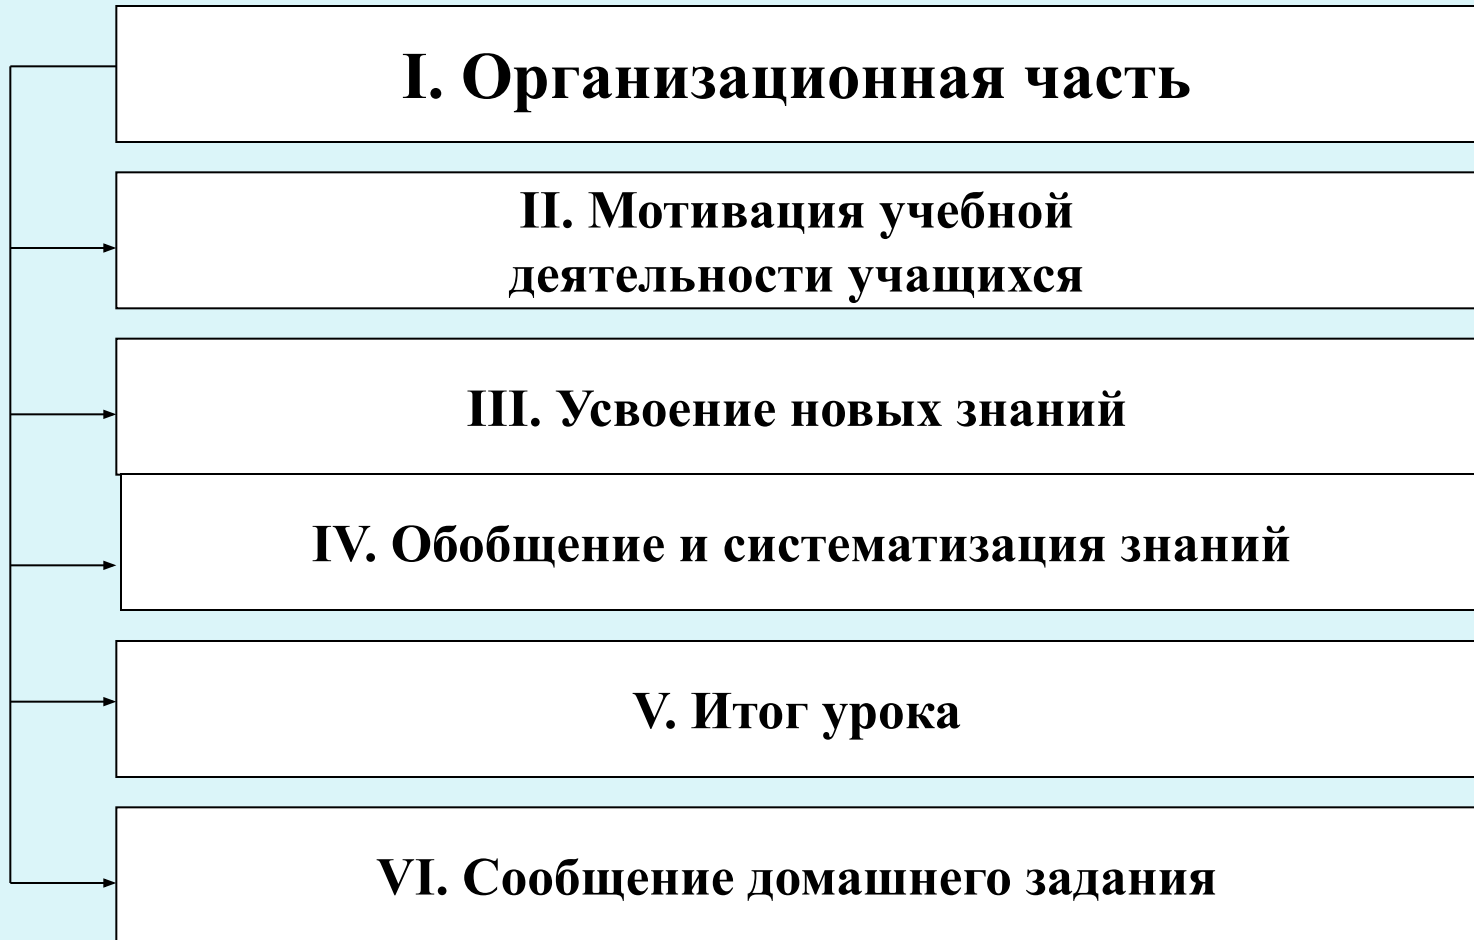 I. Организационная часть
II. Мотивация учебной
деятельности учащихся
III. Усвоение новых знаний
IV. Обобщение и систематизация знаний
V. Итог урока
VI. Сообщение домашнего задания